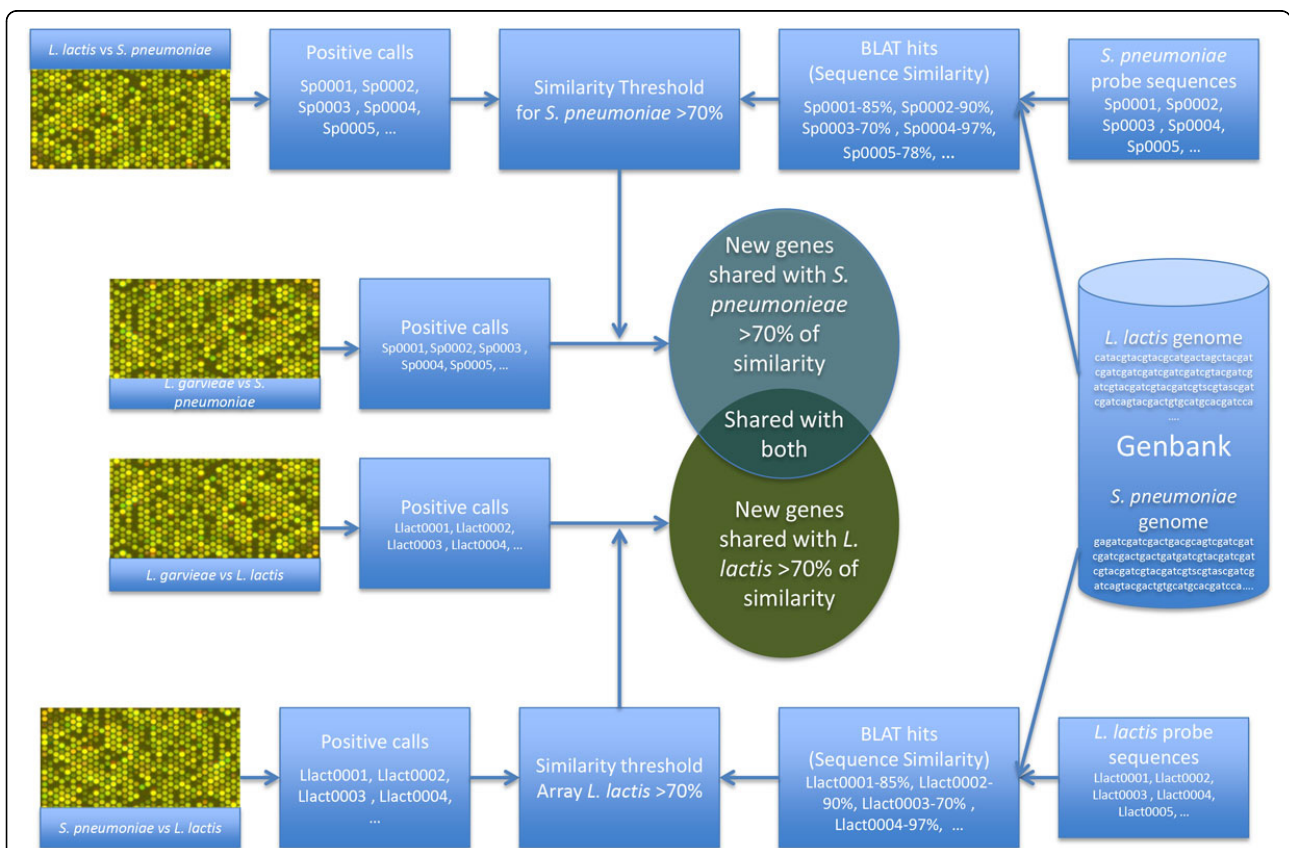 L. lactis vs S. pneumoniae
Positive calls
Sp0001, Sp0002,
Sp0003 , Sp0004,
Sp0005, ...
Similarity Threshold
for S. pneumoniae >70%
BLAT hits
(Sequence Similarity)
Sp0001-85%, Sp0002-90%,
Sp0003-70% , Sp0004-97%,
Sp0005-78%, ...
S. pneumoniae
probe sequences
Sp0001, Sp0002,
Sp0003 , Sp0004,
Sp0005, ...
L. garvieae vs S.
pneumoniae
Positive calls
Sp0001, Sp0002, Sp0003 ,
Sp0004, Sp0005, ...
New genes
shared with S.
pneumonieae
>70% of
similarity
Shared with
both
New genes
shared with L.
lactis >70% of
similarity
L. garvieae vs L. lactis
Positive calls
Llact0001, Llact0002,
Llact0003 , Llact0004, ...
L. lactis genome
catacgtacgtacgcatgactagctacgat
cgatcgatcgatcgatcgatcgtacgatcg
atcgtacgatcgtacgatcgtscgtascgat
cgatcagtacgactgtgcatgcacgatcca
....
Genbank
S. pneumoniae
genome
gagatcgatcgactgacgcagtcgatcgat
cgatcgactgactgatgatcgtacgatcgat
cgtacgatcgtacgatcgtscgtascgatcg
atcagtacgactgtgcatgcacgatcca....
S. pneumoniae vs L. lactis
Positive calls
Llact0001, Llact0002,
Llact0003 , Llact0004,
...
Similarity threshold
Array L. lactis >70%
BLAT hits
(Sequence Similarity)
Llact0001-85%, Llact0002-
90%, Llact0003-70% ,
Llact0004-97%, ...
L. lactis probe
sequences
Llact0001, Llact0002,
Llact0003 , Llact0004,
Llact0005, ...